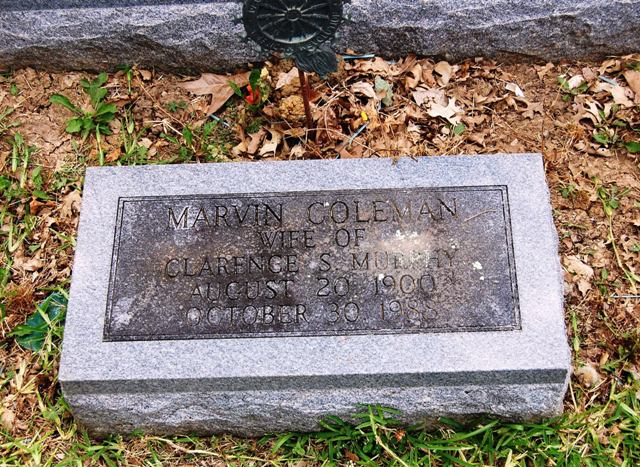 MARVIN COLEMAN
WIFE OF
CLARENCE S. MURPHY
AUGUST 20 1900
OCTOBER 30 1988